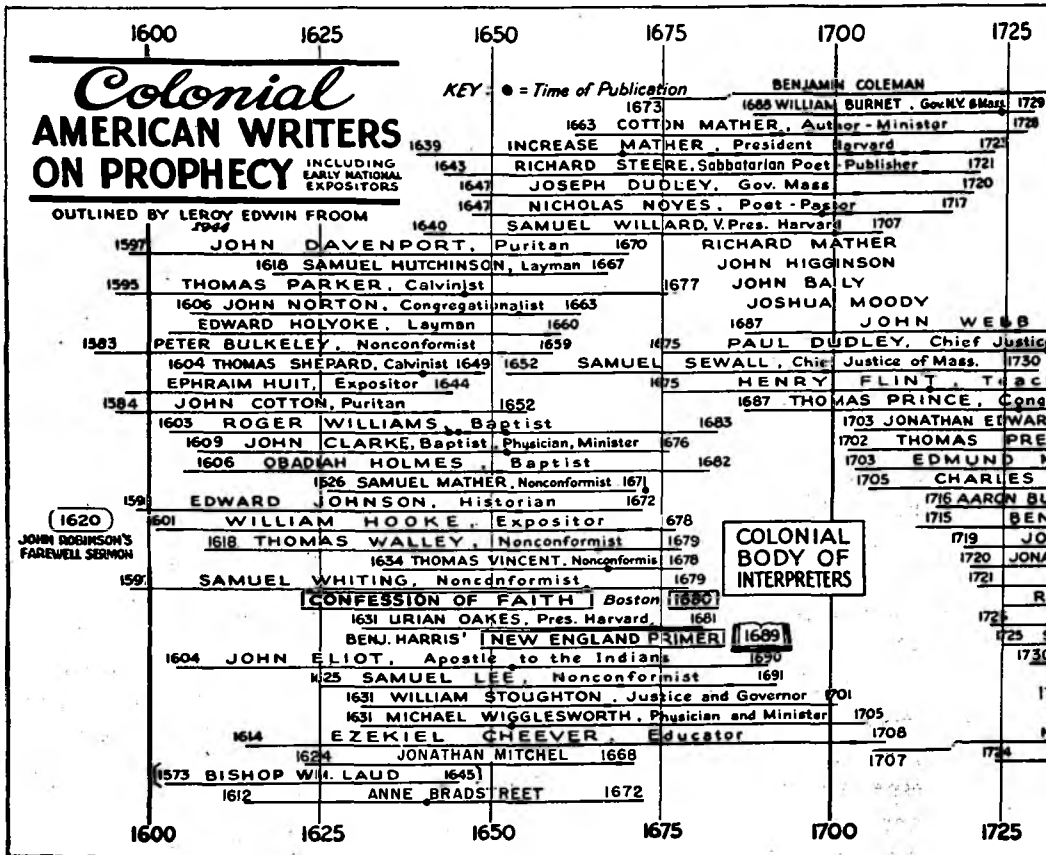 1600 1625 1650 1675 1700 1725
Colonial
AMERICAN WRITERS
ON PROPHECY INCLUDING EARLY NATIONAL EXPOSITORS
OUTLINED BY LEROY EDWIN FROOM
1944
KEY: ● = Time of Publication
BENJAMIN COLEMAN
1673
1688 WILLIAM BURNET, Gov. N.Y. & Mass. 1729
1663 COTTON MATHER, Author-Minister 1728
1639 INCREASE MATHER, President Harvard 1723
1643 RICHARD STEERE, Sabbatarian Poet-Publisher 1721
1647 JOSEPH DUDLEY, Gov. Mass 1720
1647 NICHOLAS NOYES, Poet-Pastor 1717
1640 SAMUEL WILLARD, V. Pres. Harvard 1707
1597 JOHN DAVENPORT, Puritan 1670
RICHARD MATHER
1618 SAMUEL HUTCHINSON, Layman 1667
JOHN HIGGINSON
1595 THOMAS PARKER, Calvinist 1677
JOHN BAILY
1606 JOHN NORTON, Congregationalist 1663
JOSHUA MOODY
EDWARD HOLYOKE, Layman 1660
1687 JOHN WEBB
1583 PETER BULKELEY, Nonconformist 1659
1675 PAUL DUDLEY, Chief Justic
1604 THOMAS SHEPARD, Calvinist 1649
1652 SAMUEL SEWALL, Chief Justice of Mass. 1730
EPHRAIM HUIT, Expositor 1644
1675 HENRY FLINT, Teac
1584 JOHN COTTON, Puritan 1652
1687 THOMAS PRINCE, Cong
1603 ROGER WILLIAMS, Baptist 1683
1703 JONATHAN EDWAR
1609 JOHN CLARKE, Baptist, Physician, Minister 1676
1702 THOMAS PRE
1606 OBADIAH HOLMES, Baptist 1682
1703 EDMUND
1626 SAMUEL MATHER, Nonconformist 1671
1705 CHARLES
159 EDWARD JOHNSON, Historian 1672
1716 AARON BU
1620
JOHN ROBINSON'S
FAREWELL SERMON
1601 WILLIAM HOOKE, Expositor 678
1715 BEN
1618 THOMAS WALLEY, Nonconformist 1679
1719 JO
1634 THOMAS VINCENT, Nonconformis 1678
1720 JONA
COLONIAL
BODY OF
INTERPRETERS
1597 SAMUEL WHITING, Nonconformist 1679
1721
CONFESSION OF FAITH Boston 1680
R
1631 URIAN OAKES, Pres. Harvard, 1681
BENJ. HARRIS' NEW ENGLAND PRIMER 1689
1725 S
1604 JOHN ELIOT, Apostle to the Indians 1690
1730
1625 SAMUEL LEE, Nonconformist 1691
1631 WILLIAM STOUGHTON, Justice and Governor 1701
1631 MICHAEL WIGGLESWORTH, Physician and Minister 1705
1614 EZEKIEL CHEEVER, Educator 1708
1624 JONATHAN MITCHEL 1668
1707
1724
(1573 BISHOP WM. LAUD 1645)
1612 ANNE BRADSTREET 1672
1600 1625 1650 1675 1700 1725